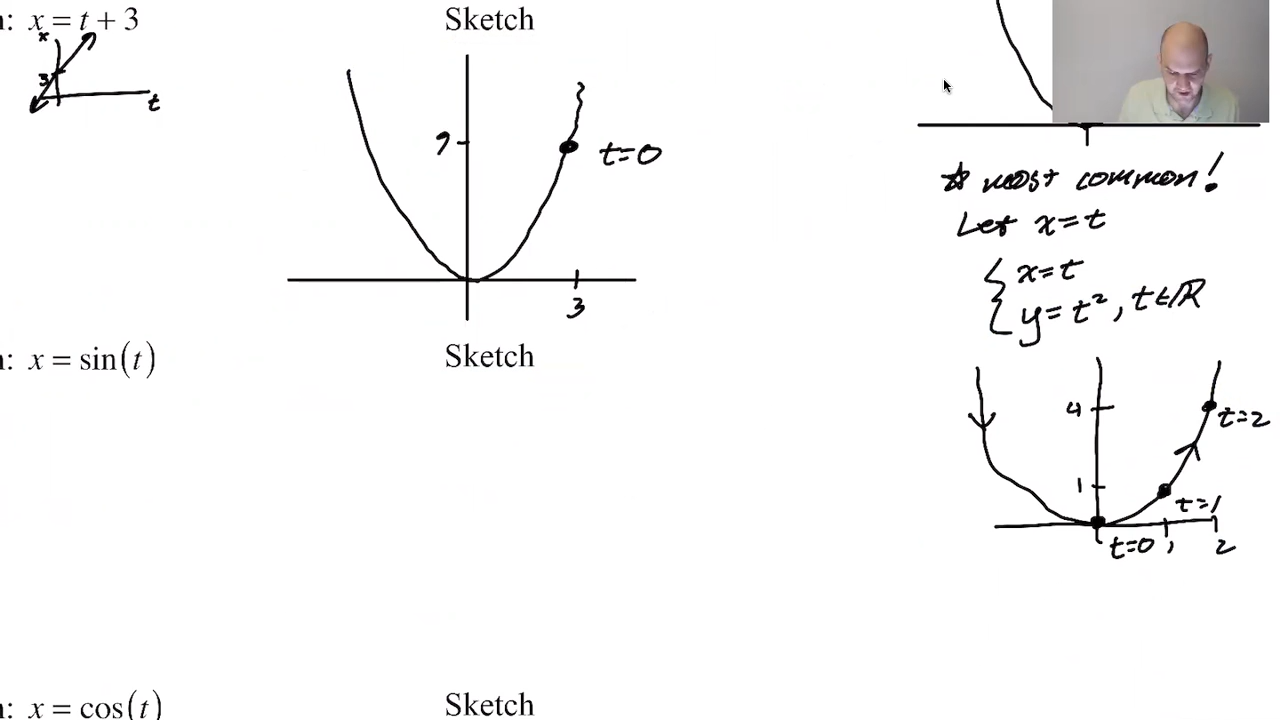 n: x = t + 3
Sketch
x
3
t
9
t=0
3
☆ most common!
Let x=t
{ x=t
y=t², t∈ℝ
4
t=2
1
t=1
t=0
1
2
n: x = sin(t)
Sketch
n: x = cos(t)
Sketch